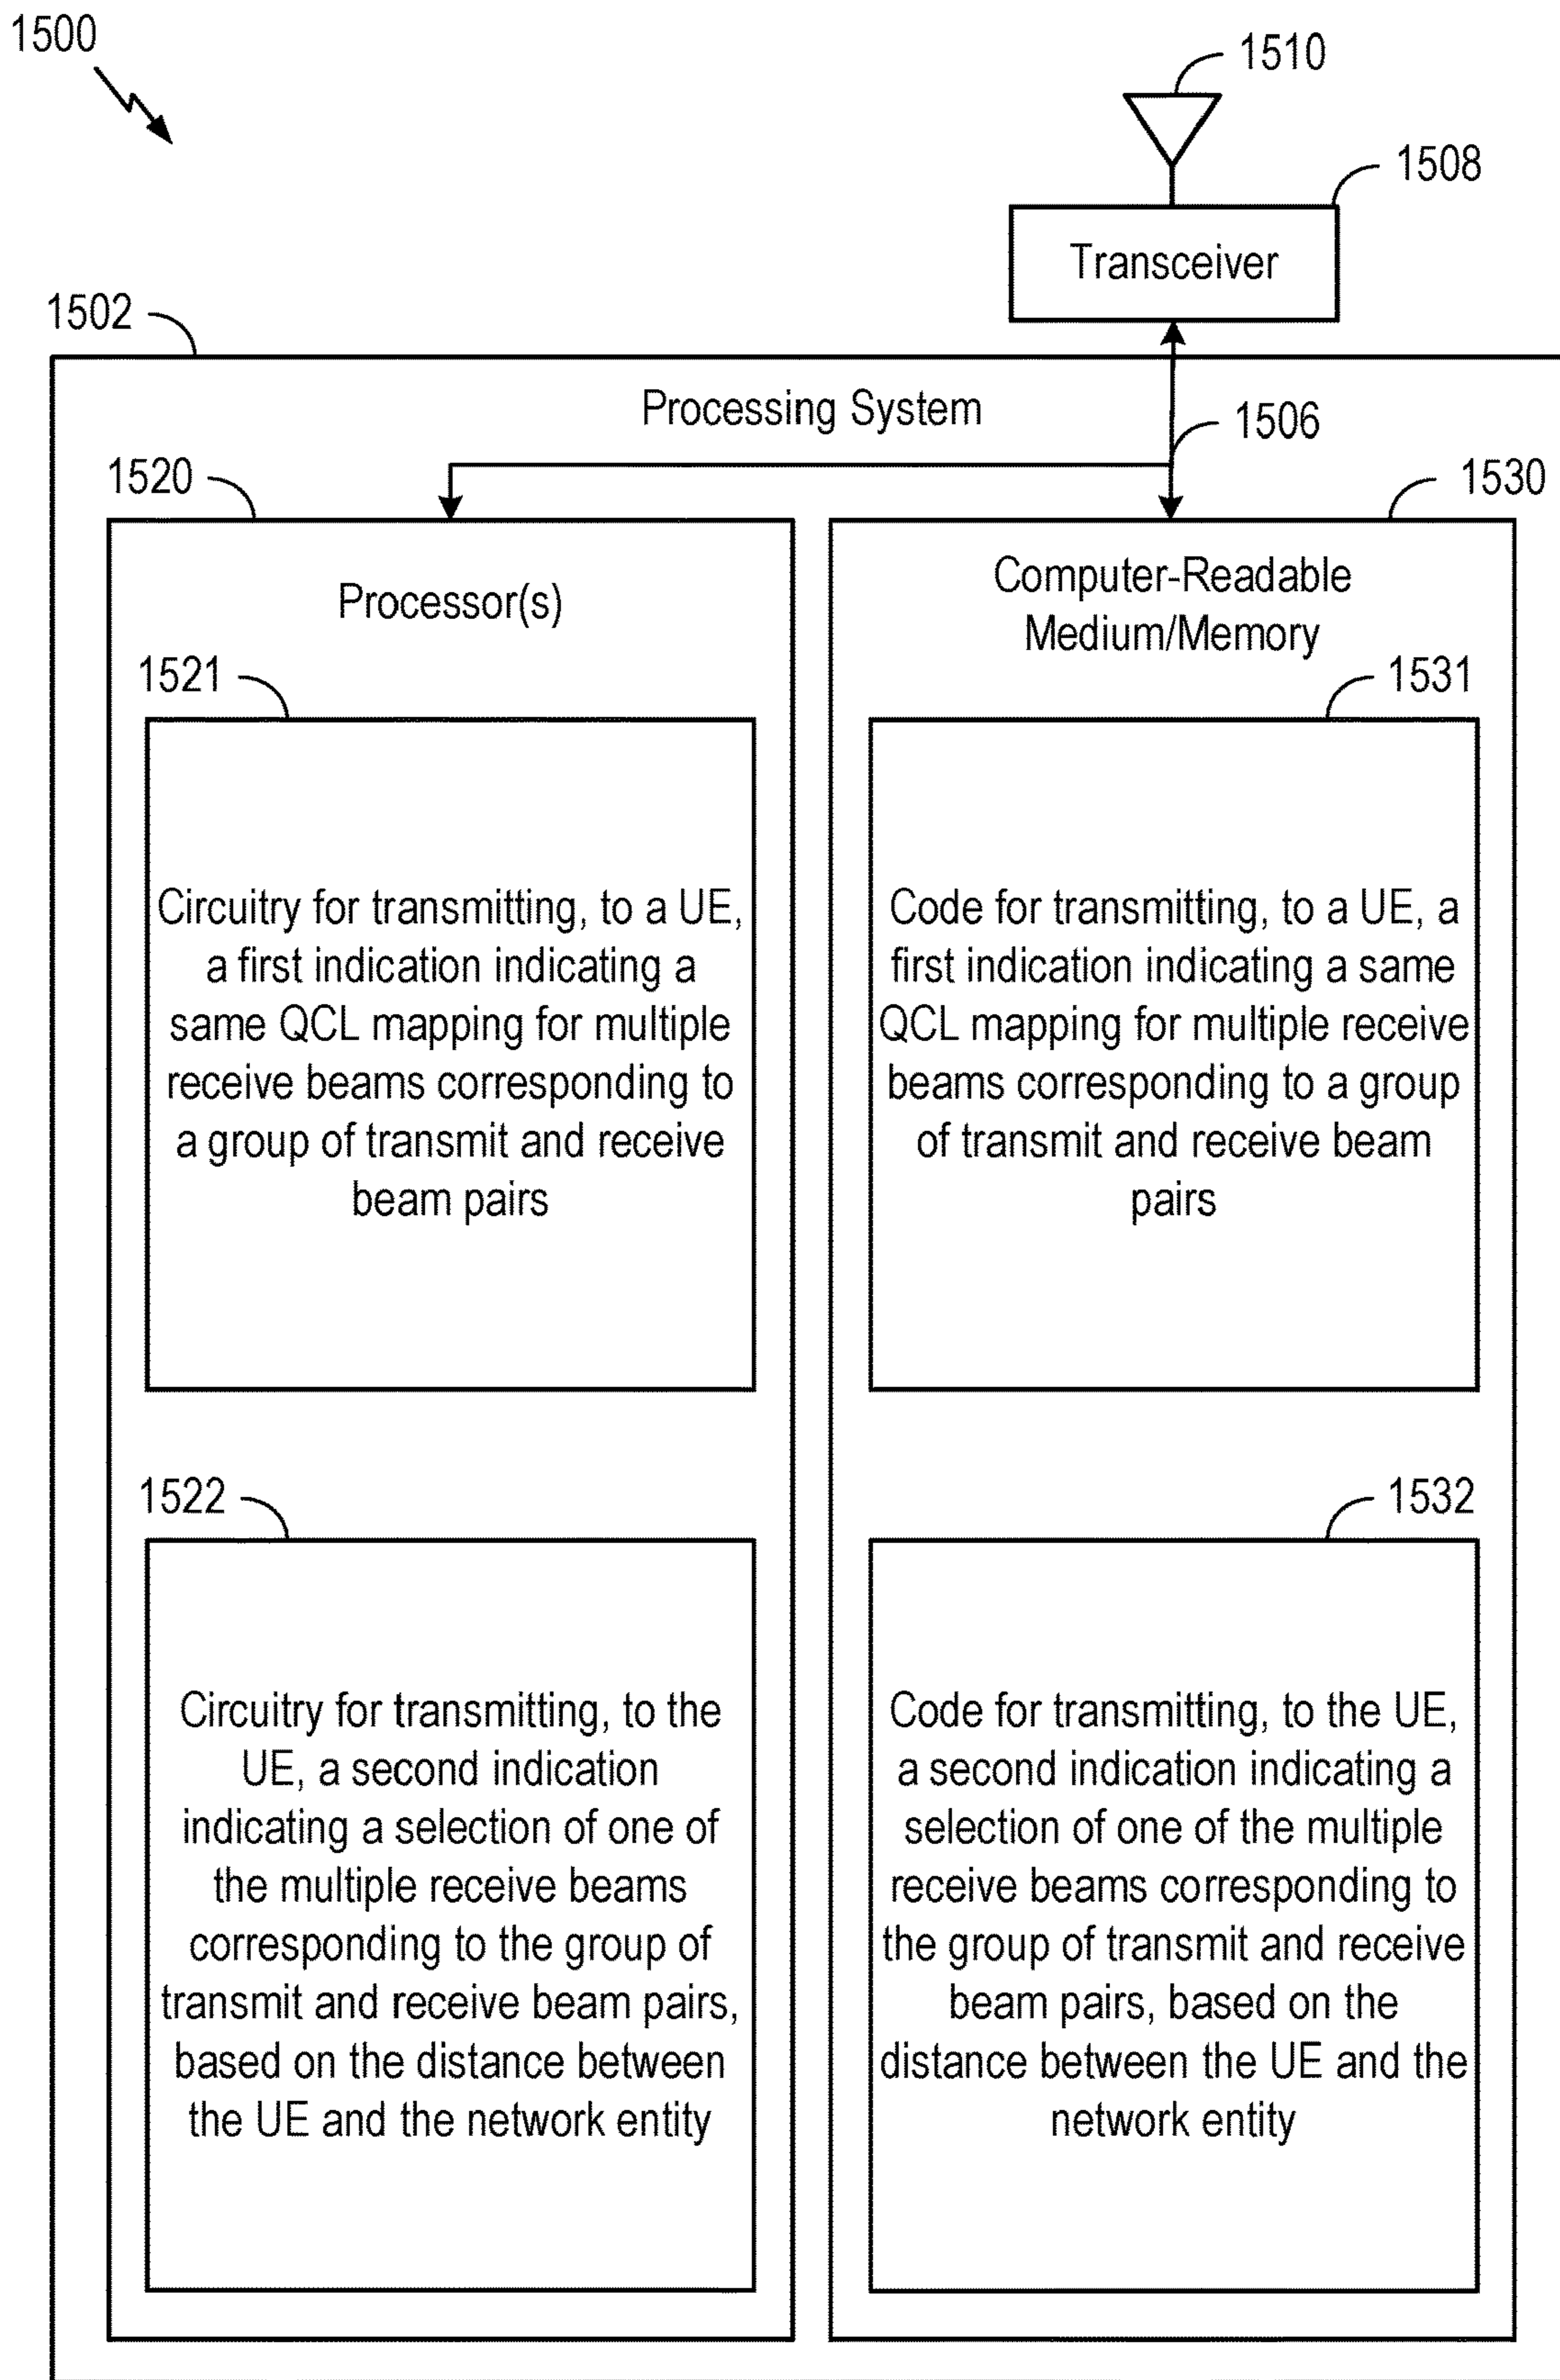 1500
1510
1508
Transceiver
1502
Processing System
1506
1520
1530
Processor(s)
Computer-Readable
Medium/Memory
1521
1531
Circuitry for transmitting, to a UE,
a first indication indicating a
same QCL mapping for multiple
receive beams corresponding to
a group of transmit and receive
beam pairs
Code for transmitting, to a UE, a
first indication indicating a same
QCL mapping for multiple receive
beams corresponding to a group
of transmit and receive beam
pairs
1522
1532
Circuitry for transmitting, to the
UE, a second indication
indicating a selection of one of
the multiple receive beams
corresponding to the group of
transmit and receive beam pairs,
based on the distance between
the UE and the network entity
Code for transmitting, to the UE,
a second indication indicating a
selection of one of the multiple
receive beams corresponding to
the group of transmit and receive
beam pairs, based on the
distance between the UE and the
network entity